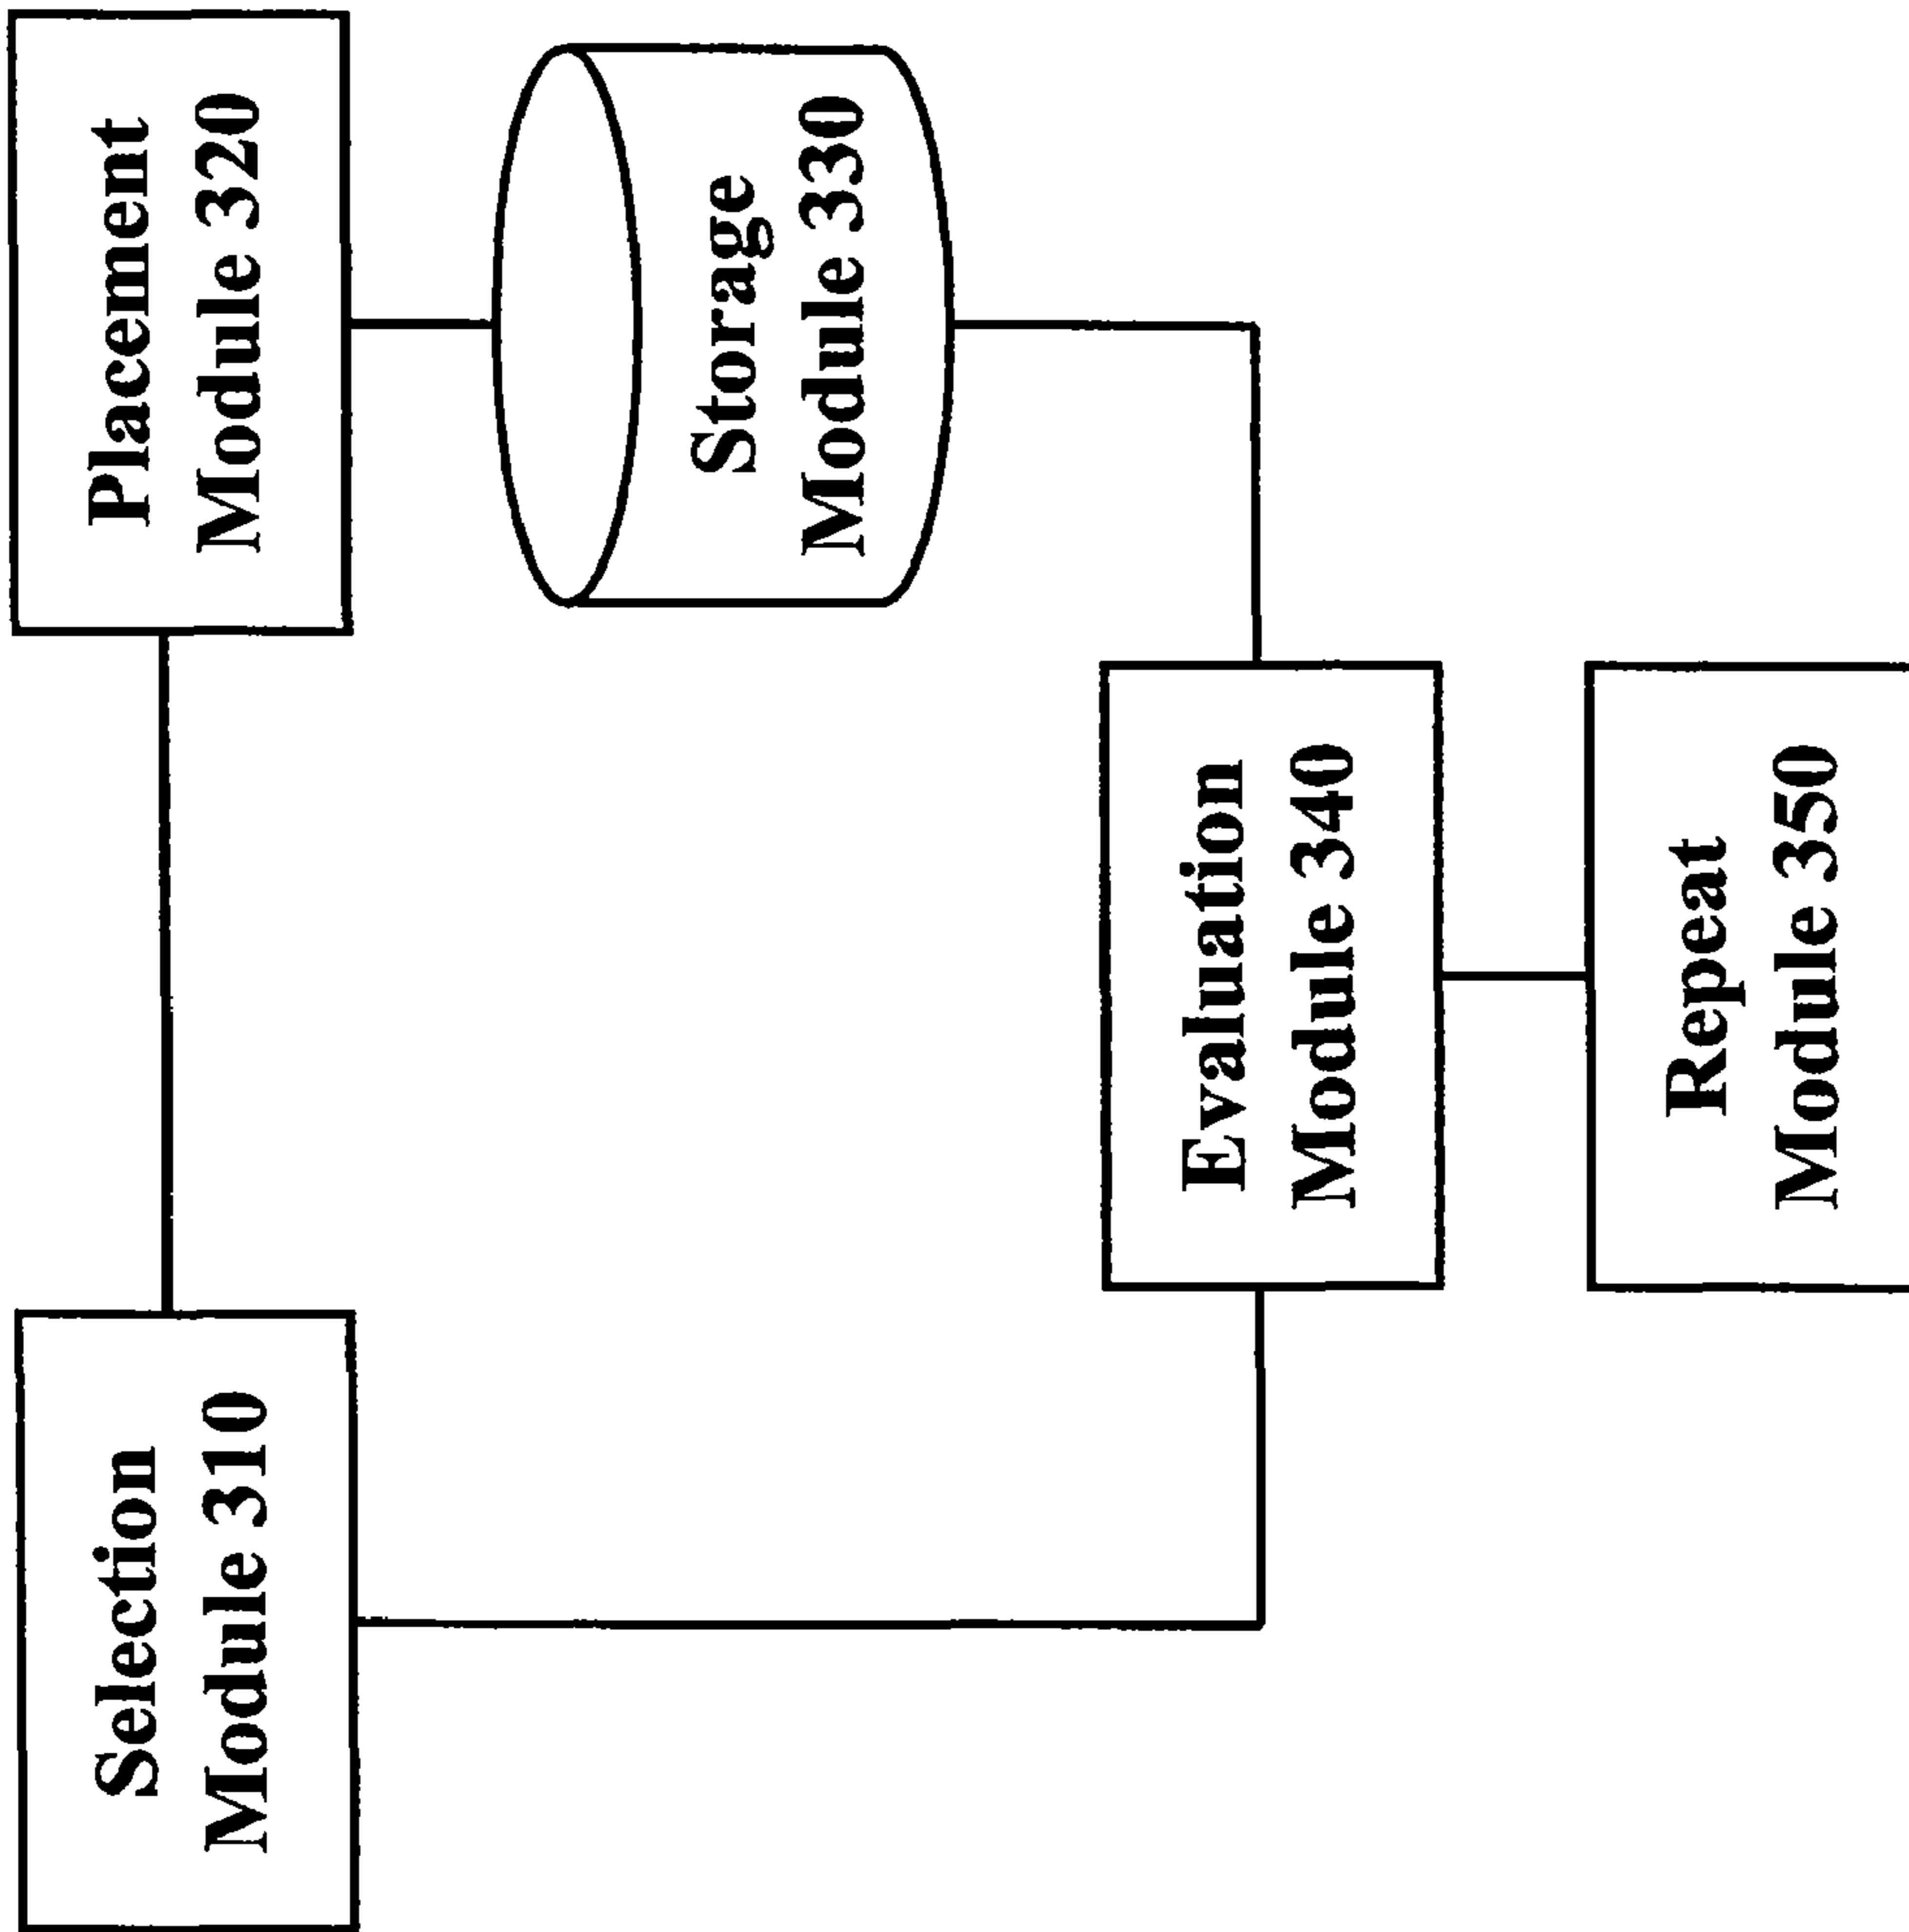 Selection
Module 310
Placement
Module 320
Storage
Module 330
Evaluation
Module 340
Repeat
Module 350